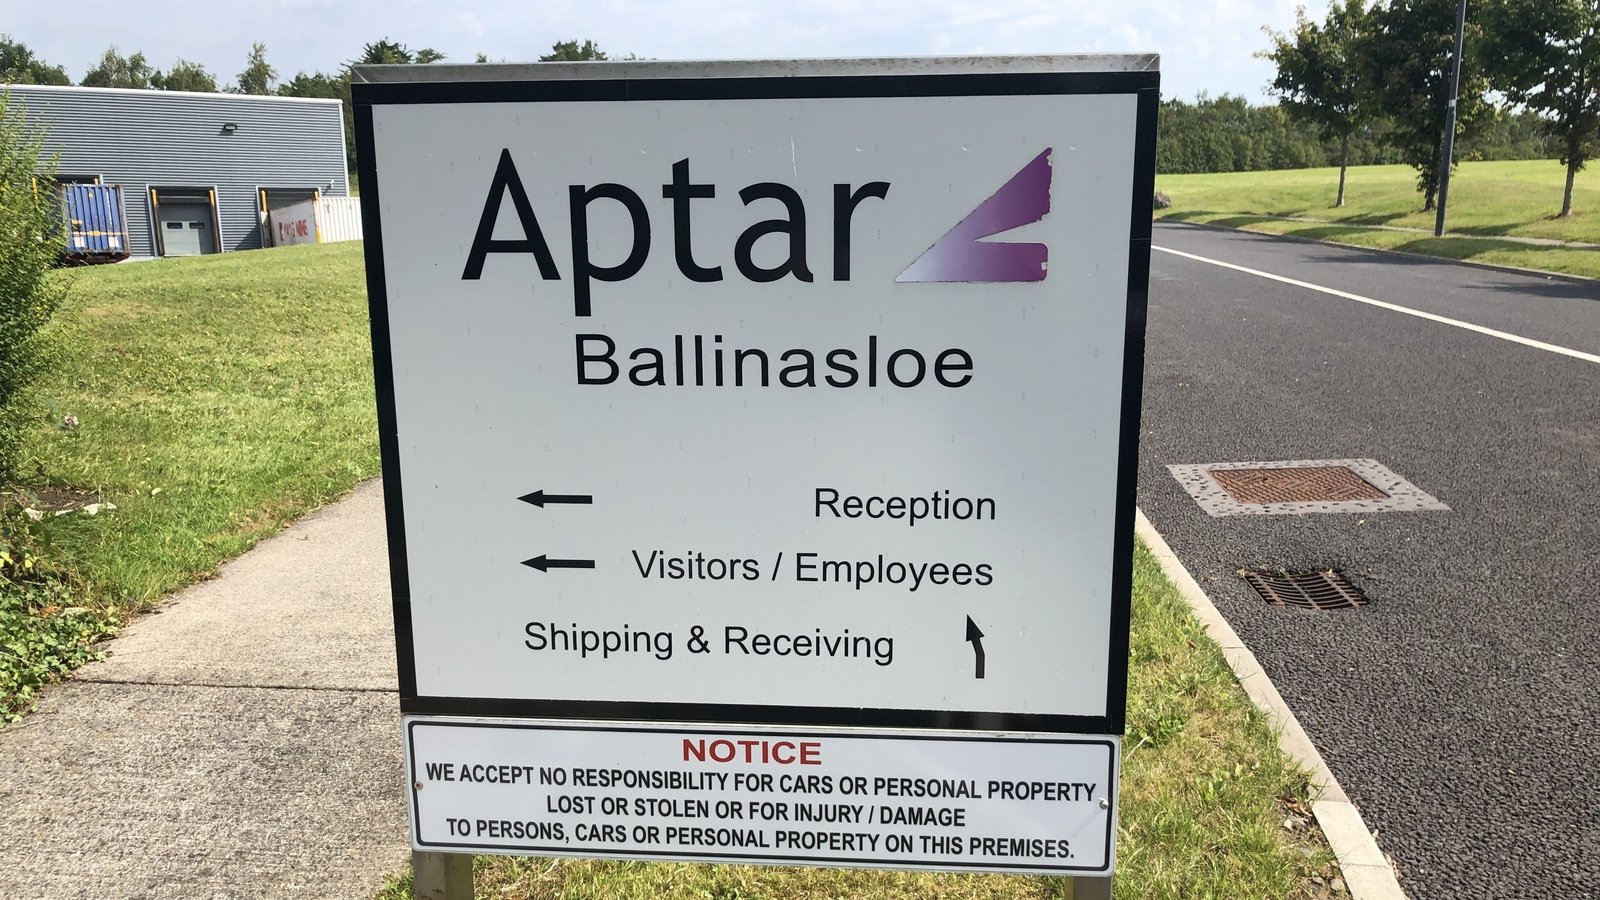 Aptar
Ballinasloe
Reception
Visitors / Employees
Shipping & Receiving
NOTICE
WE ACCEPT NO RESPONSIBILITY FOR CARS OR PERSONAL PROPERTY
LOST OR STOLEN OR FOR INJURY / DAMAGE
TO PERSONS, CARS OR PERSONAL PROPERTY ON THIS PREMISES.